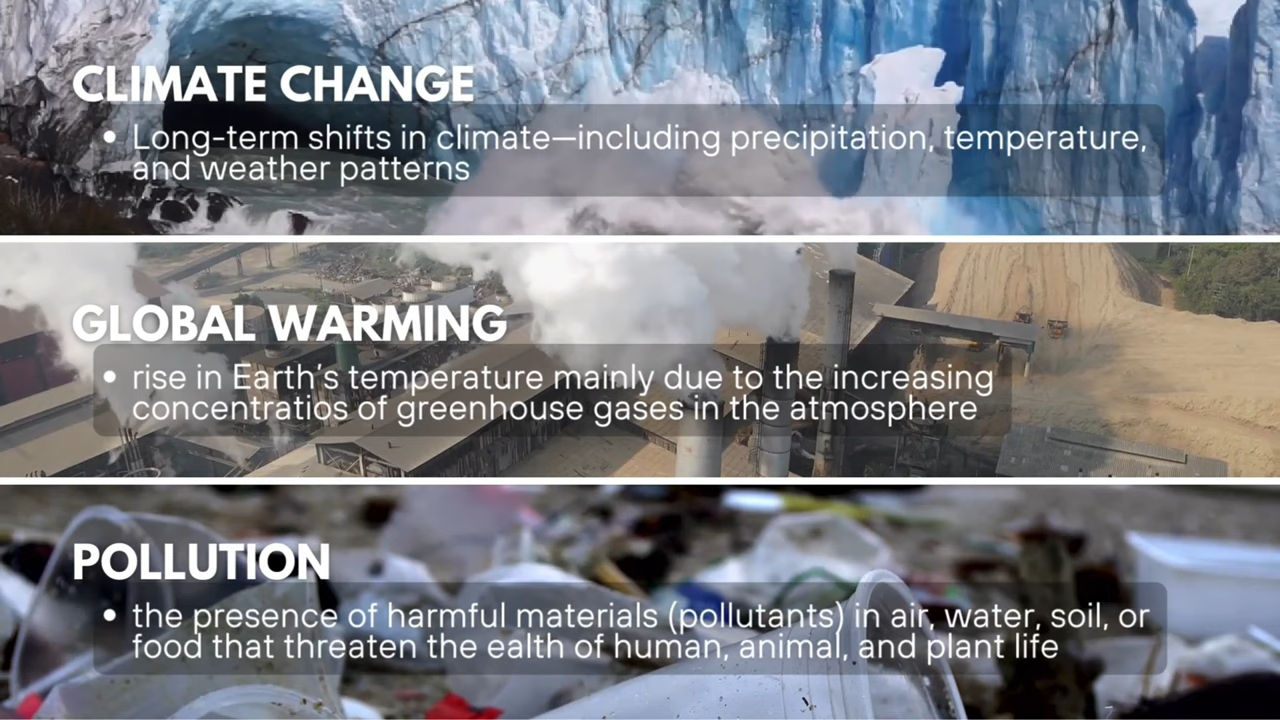 CLIMATE CHANGE
• Long-term shifts in climate—including precipitation, temperature,
and weather patterns
GLOBAL WARMING
• rise in Earth's temperature mainly due to the increasing
concentratios of greenhouse gases in the atmosphere
POLLUTION
• the presence of harmful materials (pollutants) in air, water, soil, or
food that threaten the ealth of human, animal, and plant life